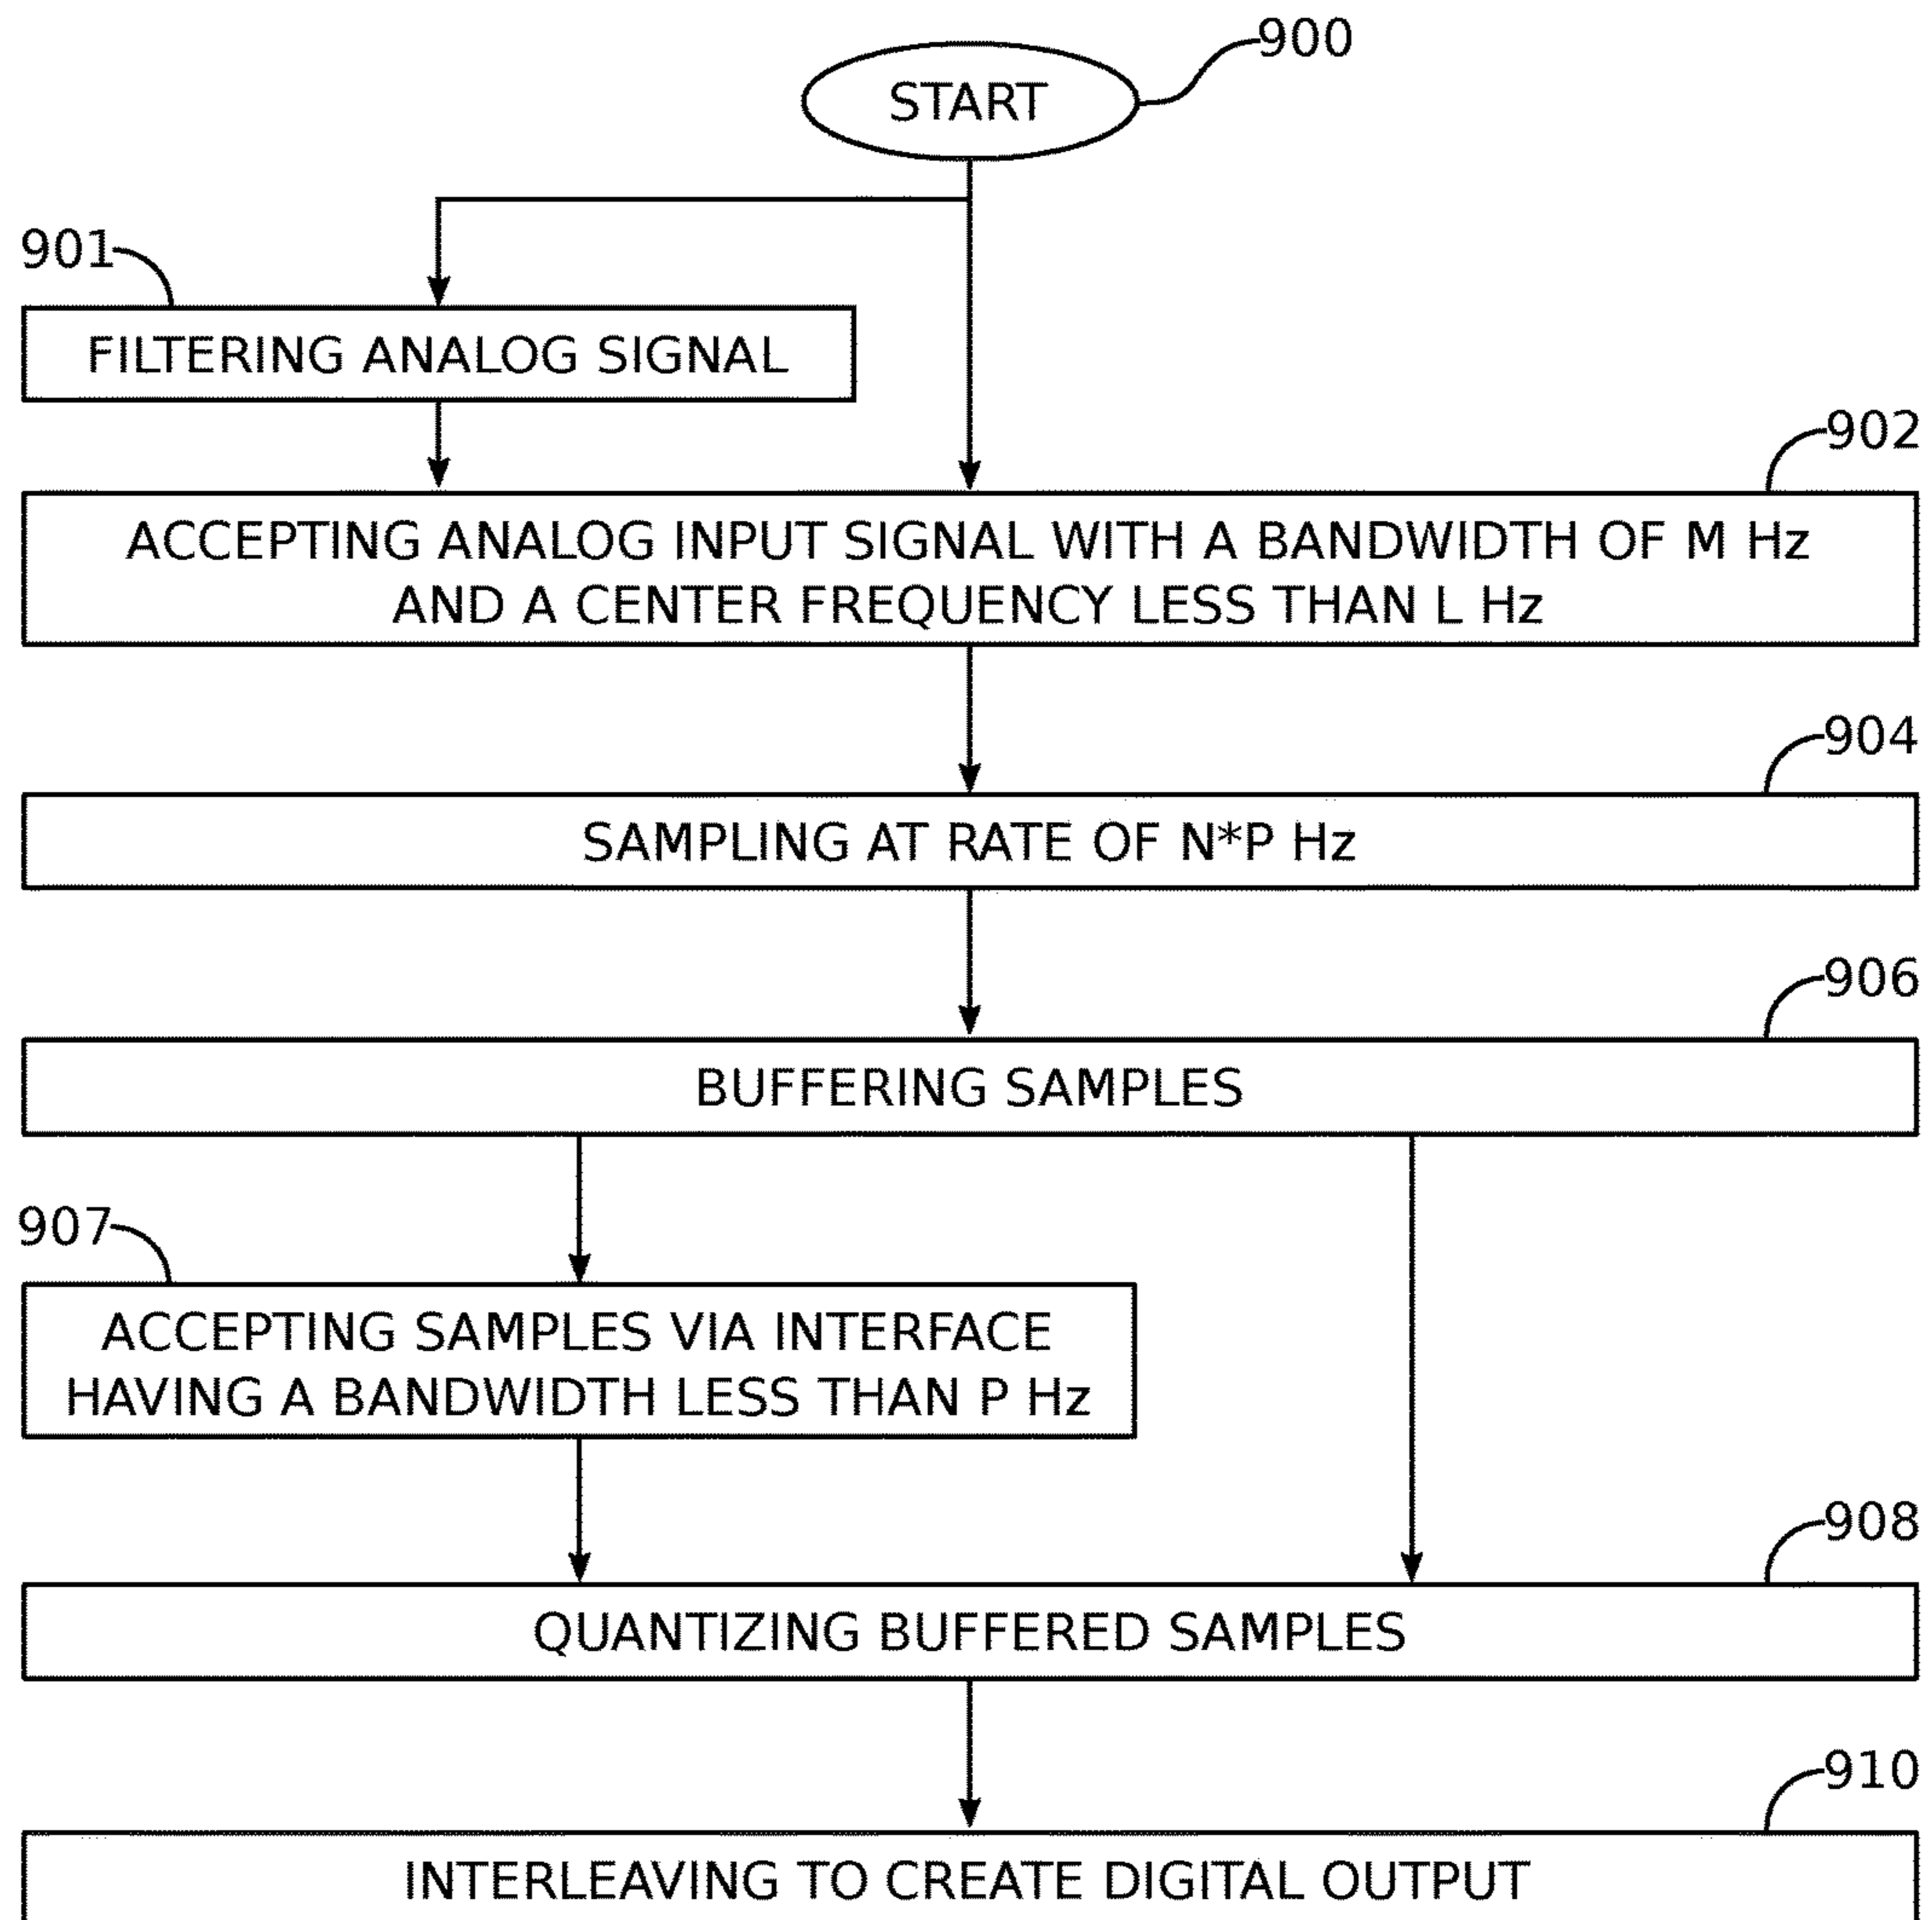 START
900
901
FILTERING ANALOG SIGNAL
902
ACCEPTING ANALOG INPUT SIGNAL WITH A BANDWIDTH OF M Hz
AND A CENTER FREQUENCY LESS THAN L Hz
904
SAMPLING AT RATE OF N*P Hz
906
BUFFERING SAMPLES
907
ACCEPTING SAMPLES VIA INTERFACE
HAVING A BANDWIDTH LESS THAN P Hz
908
QUANTIZING BUFFERED SAMPLES
910
INTERLEAVING TO CREATE DIGITAL OUTPUT